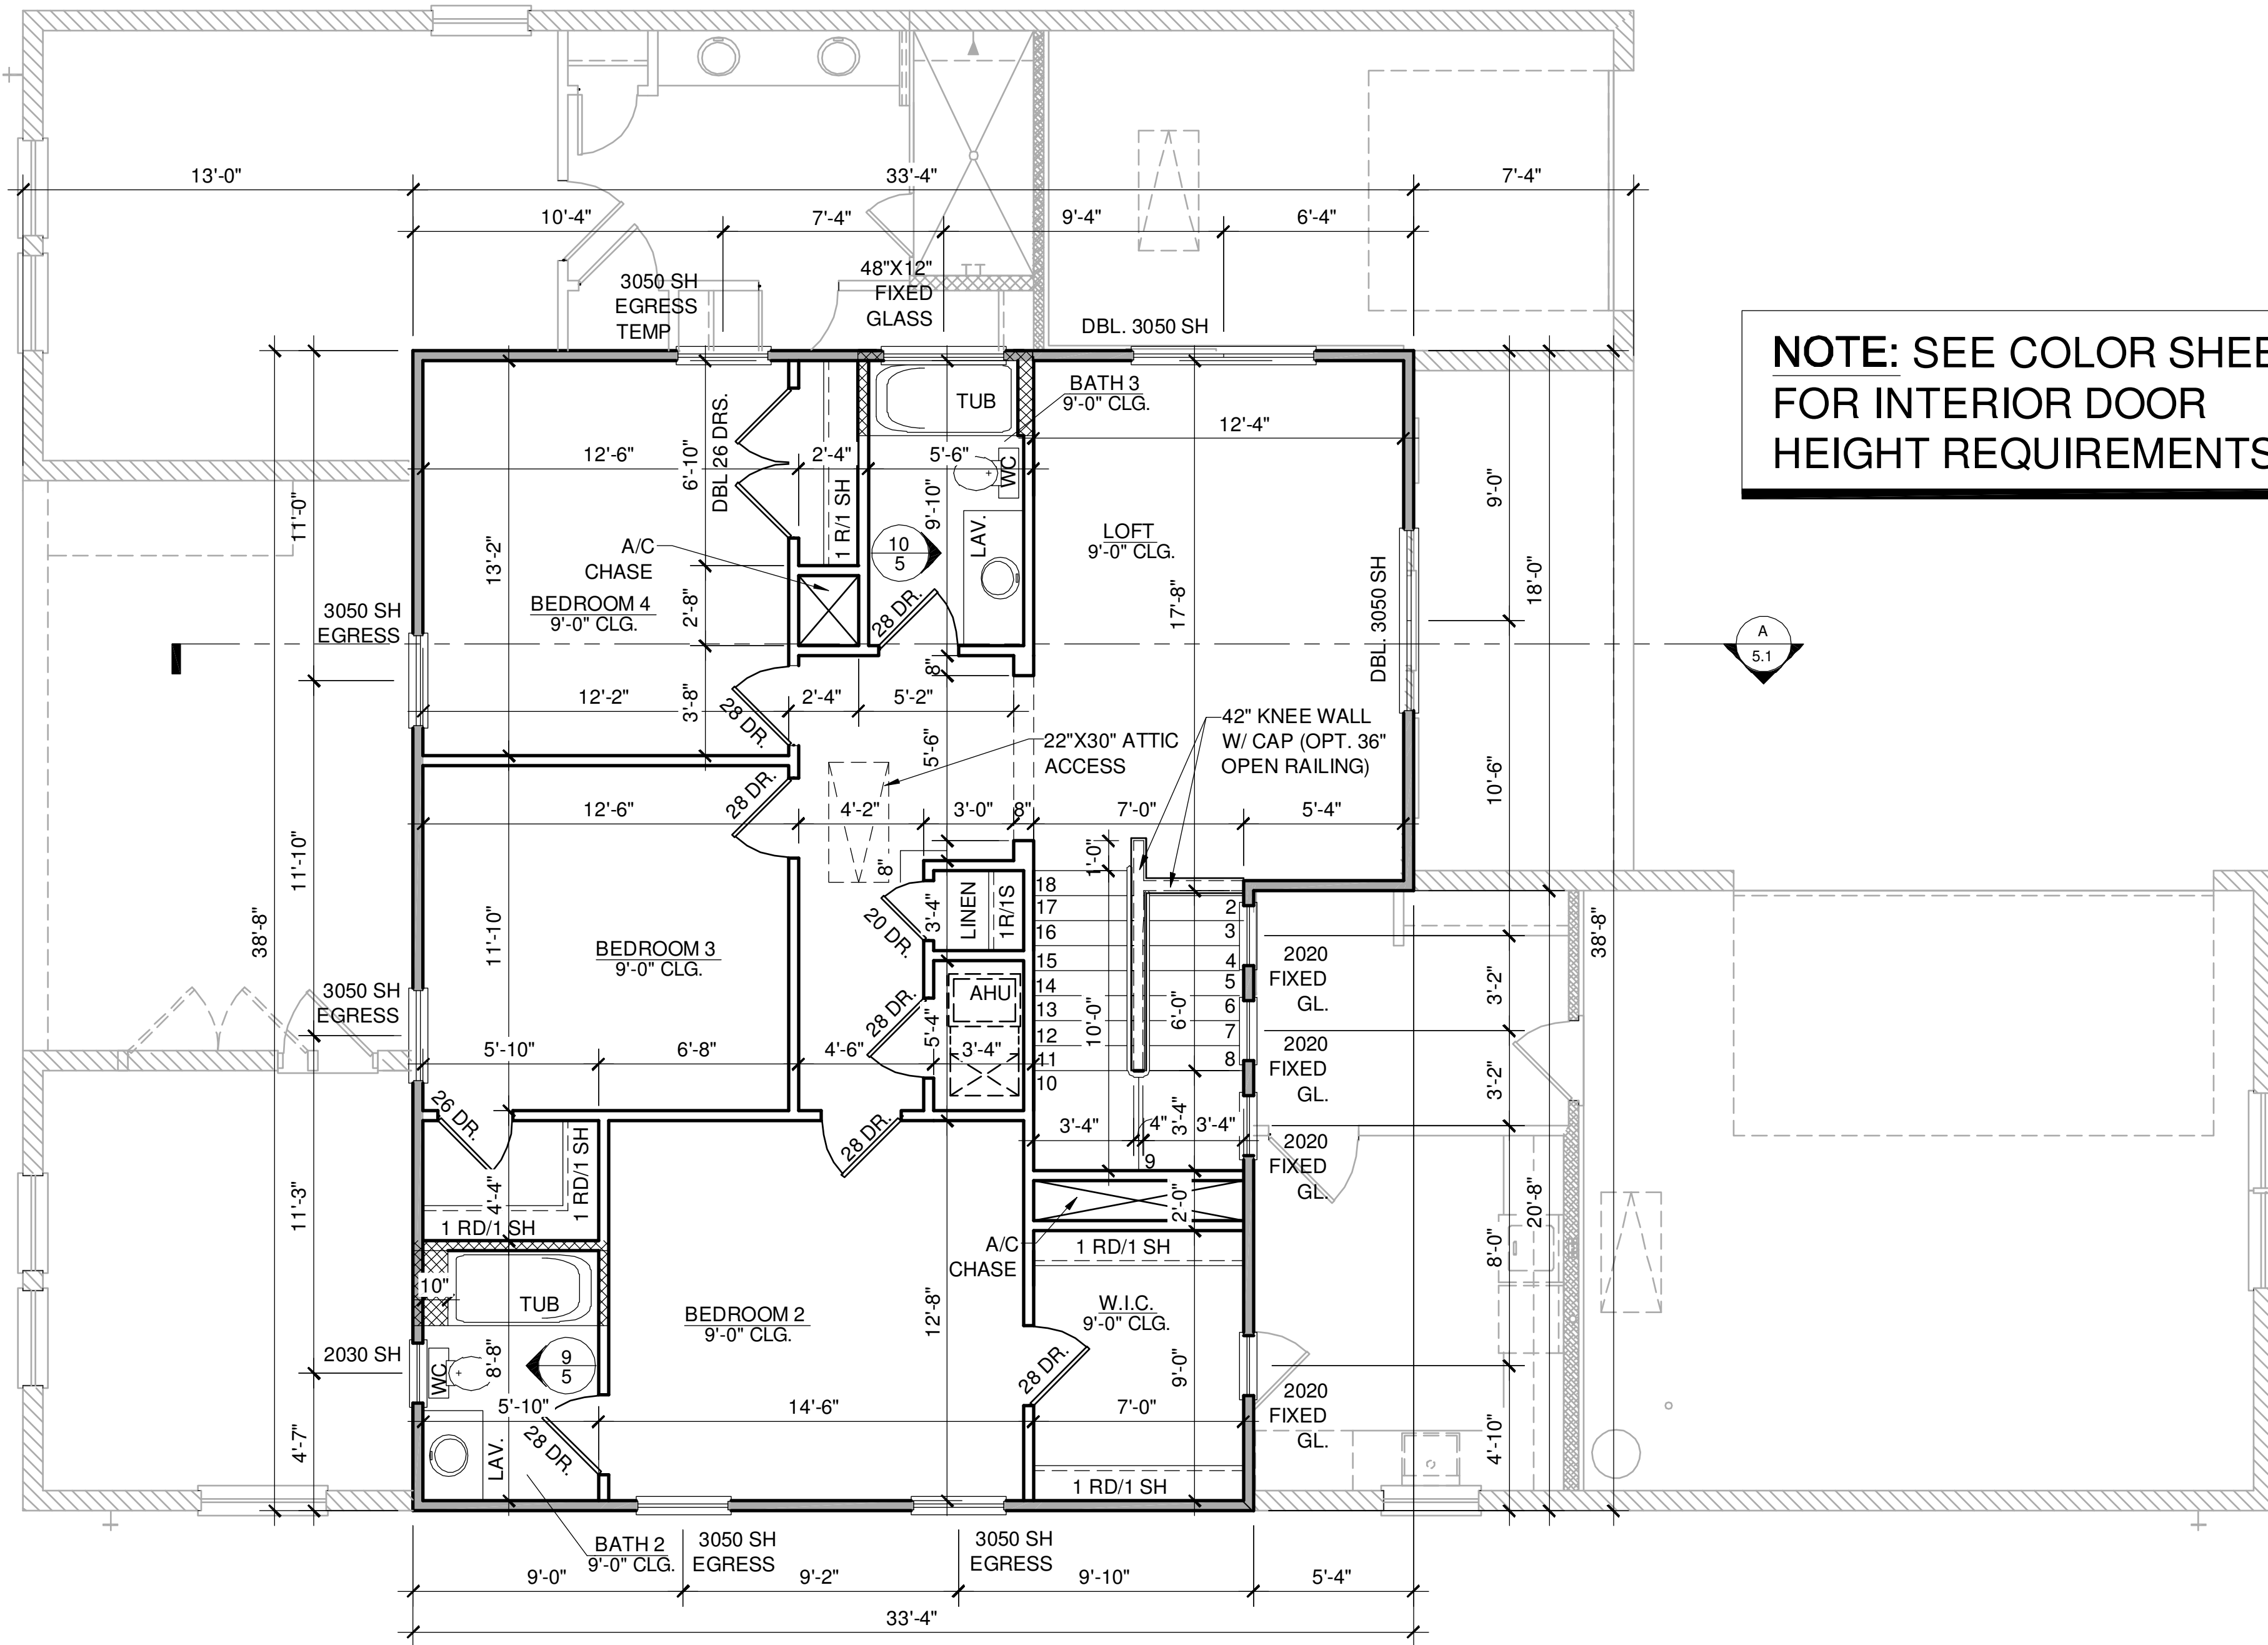 13'-0"
33'-4"
7'-4"
10'-4"
7'-4"
9'-4"
6'-4"
3050 SH
EGRESS
TEMP
48"X12"
FIXED
GLASS
DBL. 3050 SH
NOTE: SEE COLOR SHEE
FOR INTERIOR DOOR
HEIGHT REQUIREMENTS
TUB
BATH 3
9'-0" CLG.
12'-4"
12'-6"
6'-10"
DBL 26 DRS.
2'-4"
5'-6"
WC
11'-0"
9'-0"
1 R/1 SH
9'-10"
LAV.
LOFT
9'-0" CLG.
10
5
A/C
CHASE
13'-2"
18'-0"
BEDROOM 4
9'-0" CLG.
2'-8"
28 DR.
17'-8"
DBL. 3050 SH
3050 SH
EGRESS
A
5.1
8"
12'-2"
3'-8"
28 DR.
2'-4"
5'-2"
42" KNEE WALL
W/ CAP (OPT. 36"
OPEN RAILING)
22"X30" ATTIC
ACCESS
5'-6"
10'-6"
28 DR.
12'-6"
4'-2"
3'-0"
8"
7'-0"
5'-4"
11'-10"
8"
1'-0"
18
17
16
15
14
13
12
11
10
2
3
4
5
6
7
8
9
38'-8"
11'-10"
BEDROOM 3
9'-0" CLG.
20 DR.
3'-4"
LINEN
1R/1S
2020
FIXED
GL.
38'-8"
3'-2"
3050 SH
EGRESS
28 DR.
AHU
5'-4"
10'-0"
6'-0"
2020
FIXED
GL.
3'-2"
5'-10"
6'-8"
4'-6"
3'-4"
26 DR.
28 DR.
3'-4"
4"
3'-4"
3'-4"
2020
FIXED
GL.
11'-3"
4'-4"
1 RD/1 SH
1 RD/1 SH
2'-0"
20'-8"
8'-0"
A/C
CHASE
1 RD/1 SH
10"
TUB
BEDROOM 2
9'-0" CLG.
12'-8"
W.I.C.
9'-0" CLG.
2030 SH
WC
8'-8"
9
5
28 DR.
9'-0"
5'-10"
14'-6"
7'-0"
2020
FIXED
GL.
4'-7"
LAV.
28 DR.
4'-10"
1 RD/1 SH
BATH 2
9'-0" CLG.
3050 SH
EGRESS
3050 SH
EGRESS
9'-0"
9'-2"
9'-10"
5'-4"
33'-4"